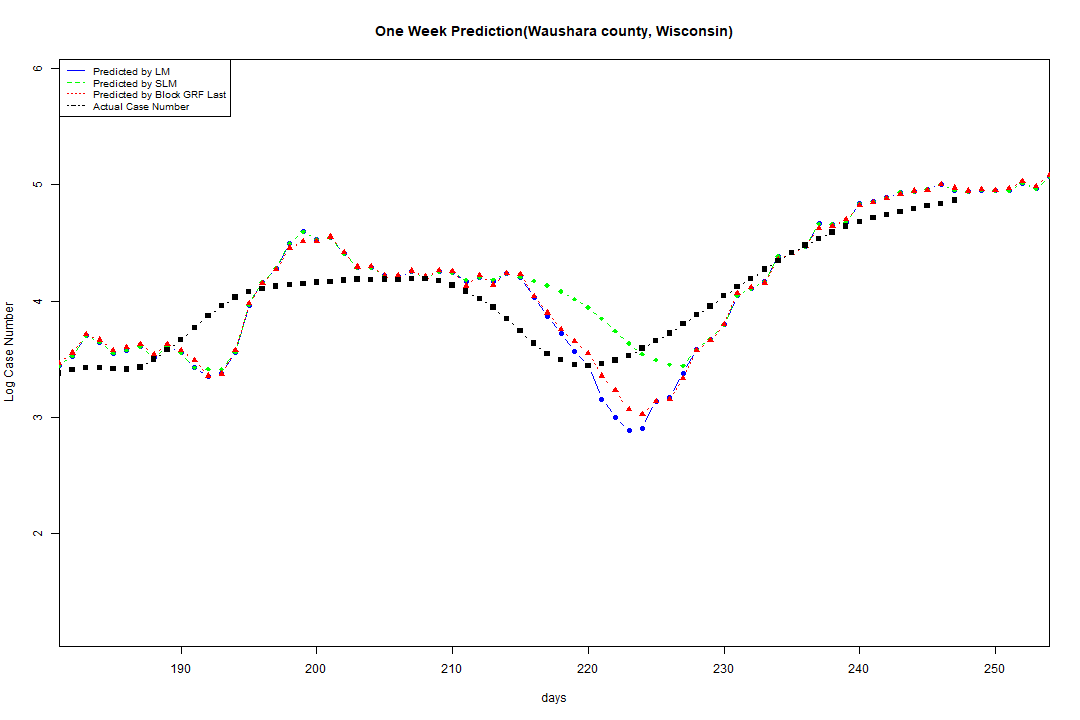 One Week Prediction(Waushara county, Wisconsin)
Predicted by LM
Predicted by SLM
Predicted by Block GRF Last
Actual Case Number
6
5
4
3
2
Log Case Number
190
200
210
220
230
240
250
days